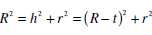 R² = h² + r² = (R − t)² + r²